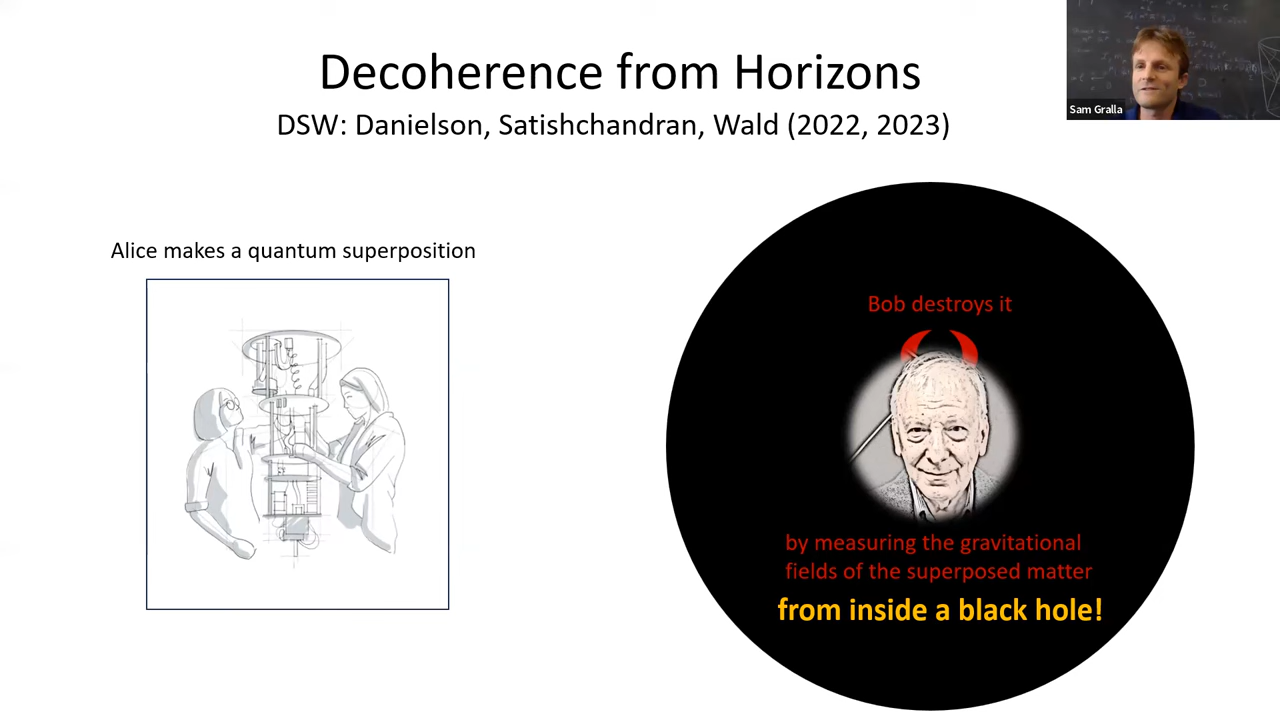 Decoherence from Horizons
DSW: Danielson, Satishchandran, Wald (2022, 2023)
Sam Gralla
Alice makes a quantum superposition
Bob destroys it
by measuring the gravitational
fields of the superposed matter
from inside a black hole!